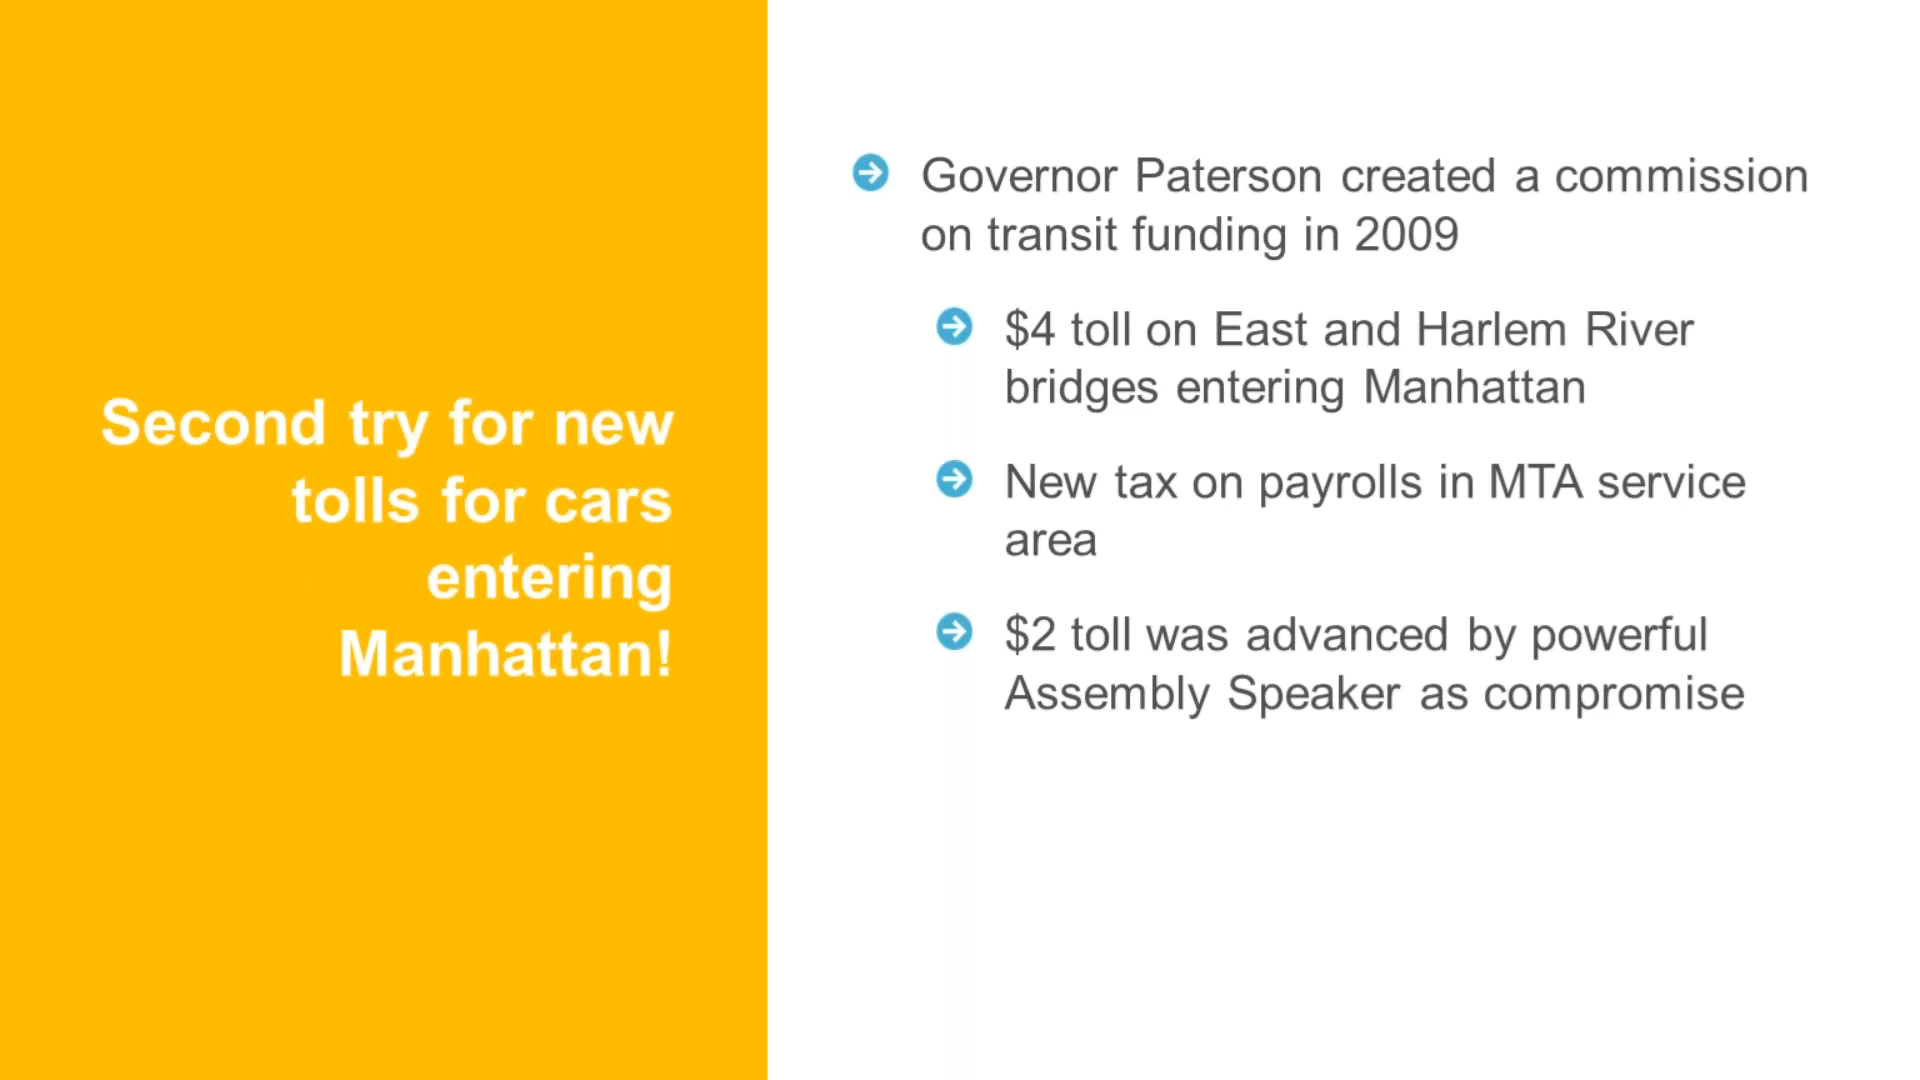 Second try for new
tolls for cars
entering
Manhattan!
Governor Paterson created a commission
on transit funding in 2009
$4 toll on East and Harlem River
bridges entering Manhattan
New tax on payrolls in MTA service
area
$2 toll was advanced by powerful
Assembly Speaker as compromise